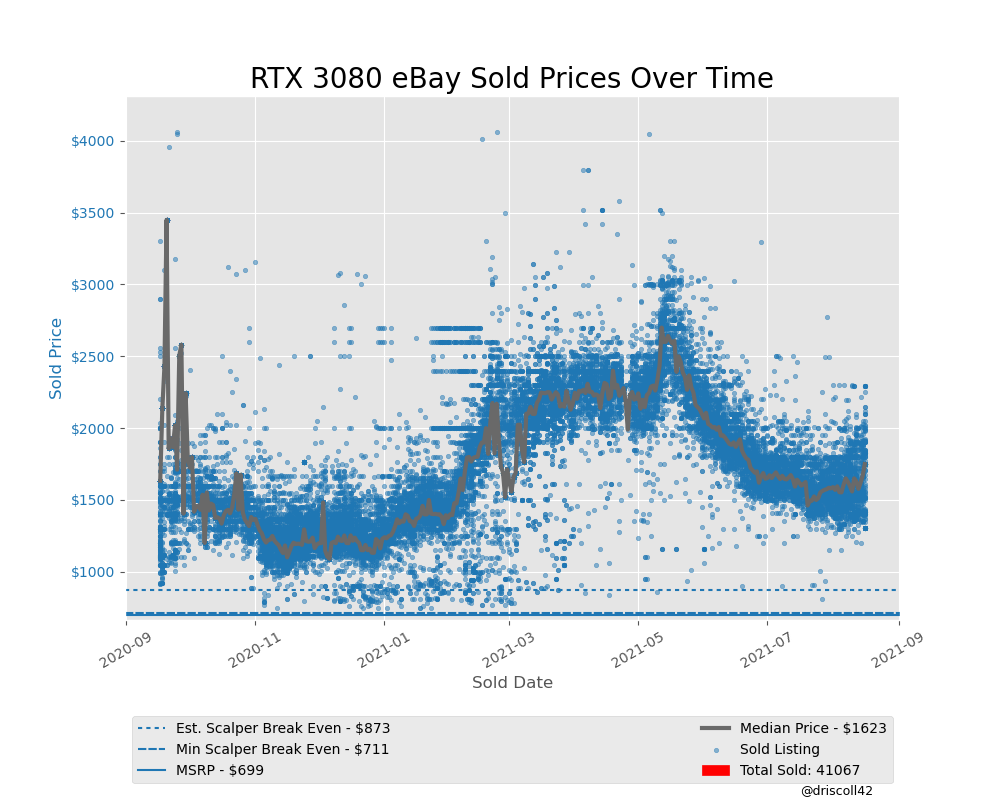 RTX 3080 eBay Sold Prices Over Time
$4000
$3500
$3000
$2500
$2000
$1500
$1000
Sold Price
2020-09
2020-11
2021-01
2021-03
2021-05
2021-07
2021-09
Sold Date
Est. Scalper Break Even - $873
Min Scalper Break Even - $711
MSRP - $699
Median Price - $1623
Sold Listing
Total Sold: 41067
@driscoll42